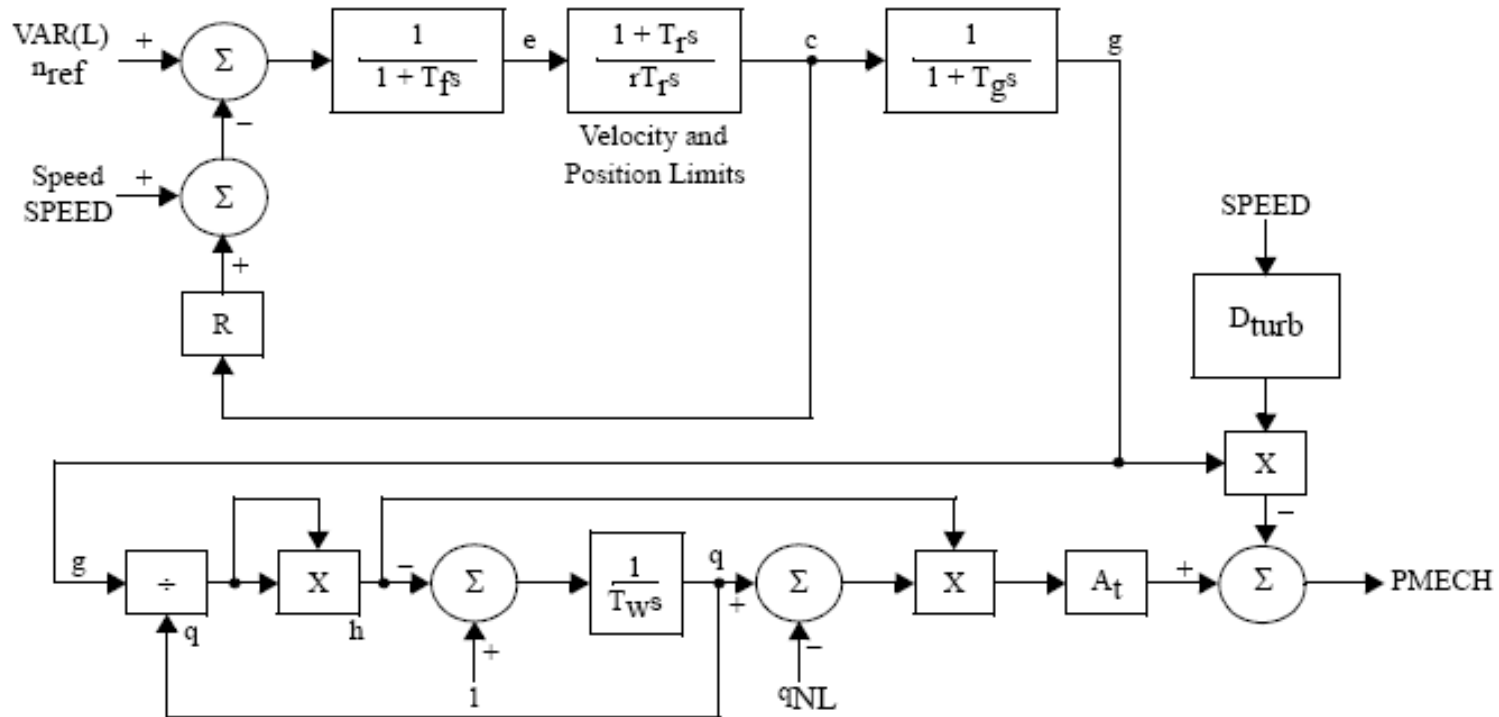 VAR(L)
nref
+
Σ
−
1
1 + Tfs
e
1 + Trs
rTrs
Velocity and
Position Limits
c
1
1 + Tgs
g
Speed
SPEED
+
Σ
+
R
SPEED
Dturb
X
−
g
÷
q
X
h
−
Σ
+
1
1
Tws
q
+
Σ
−
qNL
X
At
+
Σ
PMECH